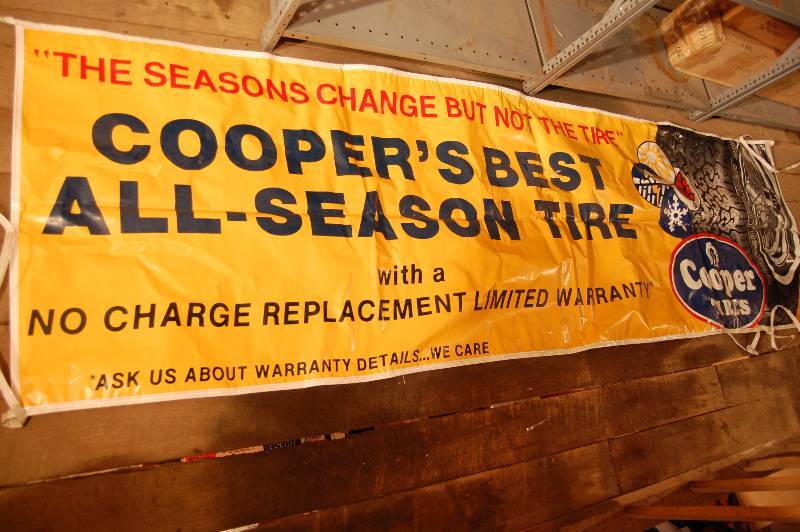 "THE SEASONS CHANGE BUT NOT THE TIRE"
COOPER'S BEST
ALL-SEASON TIRE
with a
NO CHARGE REPLACEMENT LIMITED WARRANTY*
*ASK US ABOUT WARRANTY DETAILS...WE CARE
Cooper
TIRES